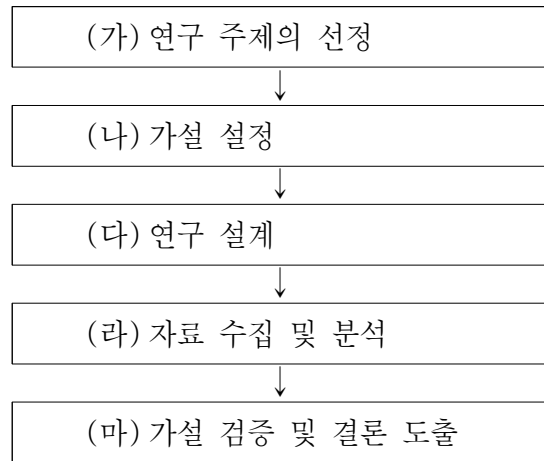 (가) 연구 주제의 선정
(나) 가설 설정
(다) 연구 설계
(라) 자료 수집 및 분석
(마) 가설 검증 및 결론 도출